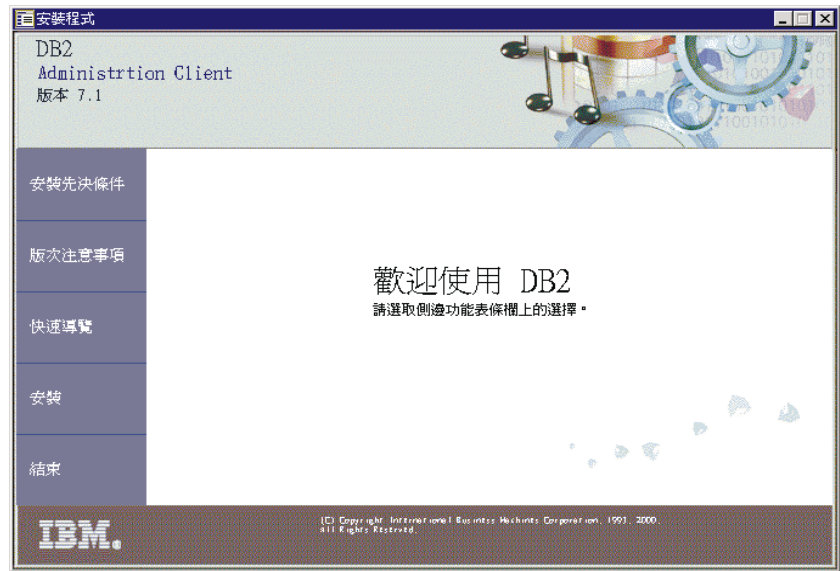 安裝程式
DB2
Administrtion Client
版本 7.1
安裝先決條件
版次注意事項
快速導覽
安裝
結束
歡迎使用 DB2
請選取側邊功能表條欄上的選擇。
IBM.
(C) Copyright International Business Machines Corporation, 1993, 2000.
All Rights Reserved.